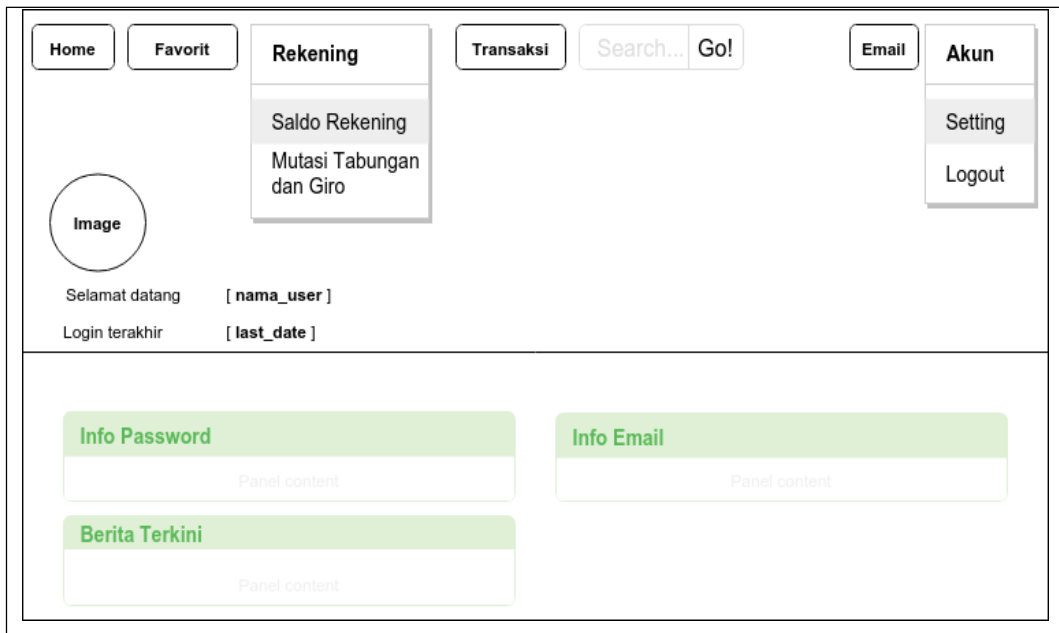 Home
Favorit
Rekening
Transaksi
Search...
Go!
Email
Akun
Saldo Rekening
Mutasi Tabungan
dan Giro
Setting
Logout
Image
Selamat datang [ nama_user ]
Login terakhir [ last_date ]
Info Password
Panel content
Info Email
Panel content
Berita Terkini
Panel content